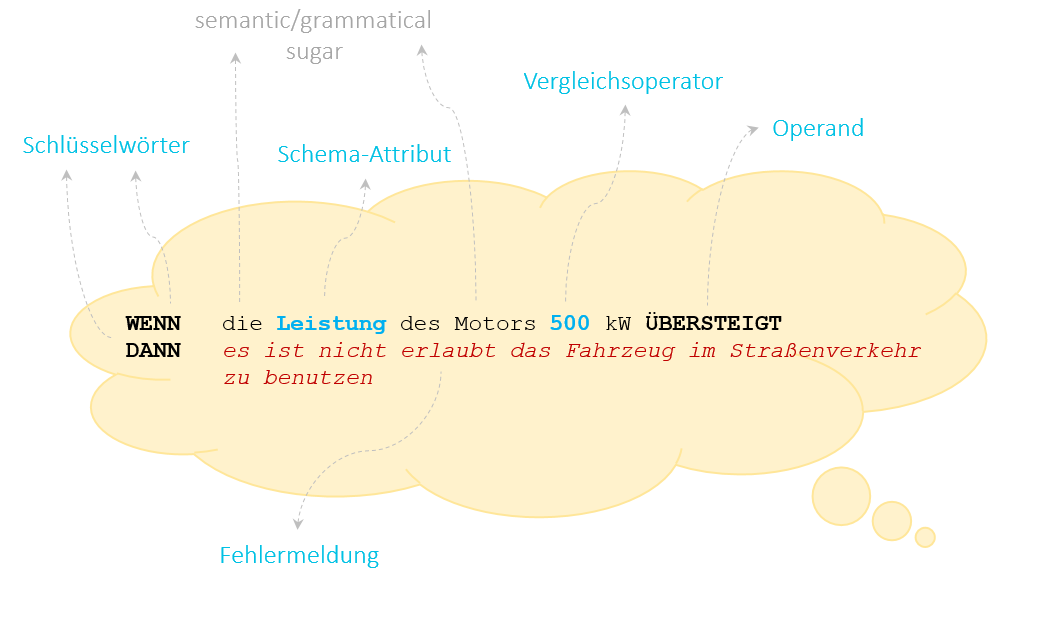 semantic/grammatical
sugar
Vergleichsoperator
Operand
Schlüsselwörter
Schema-Attribut
WENN die Leistung des Motors 500 kW ÜBERSTEIGT
DANN es ist nicht erlaubt das Fahrzeug im Straßenverkehr
zu benutzen
Fehlermeldung